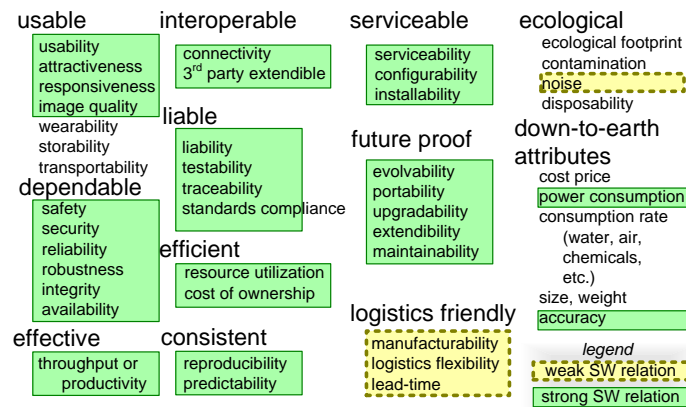 usable
usability
attractiveness
responsiveness
image quality
wearability
storability
transportability
dependable
safety
security
reliability
robustness
integrity
availability
effective
throughput or
productivity
interoperable
connectivity
3rd party extendible
liable
liability
testability
traceability
standards compliance
efficient
resource utilization
cost of ownership
consistent
reproducibility
predictability
serviceable
serviceability
configurability
installability
future proof
evolvability
portability
upgradability
extendibility
maintainability
logistics friendly
manufacturability
logistics flexibility
lead-time
ecological
ecological footprint
contamination
noise
disposability
down-to-earth
attributes
cost price
power consumption
consumption rate
(water, air,
chemicals,
etc.)
size, weight
accuracy
legend
weak SW relation
strong SW relation